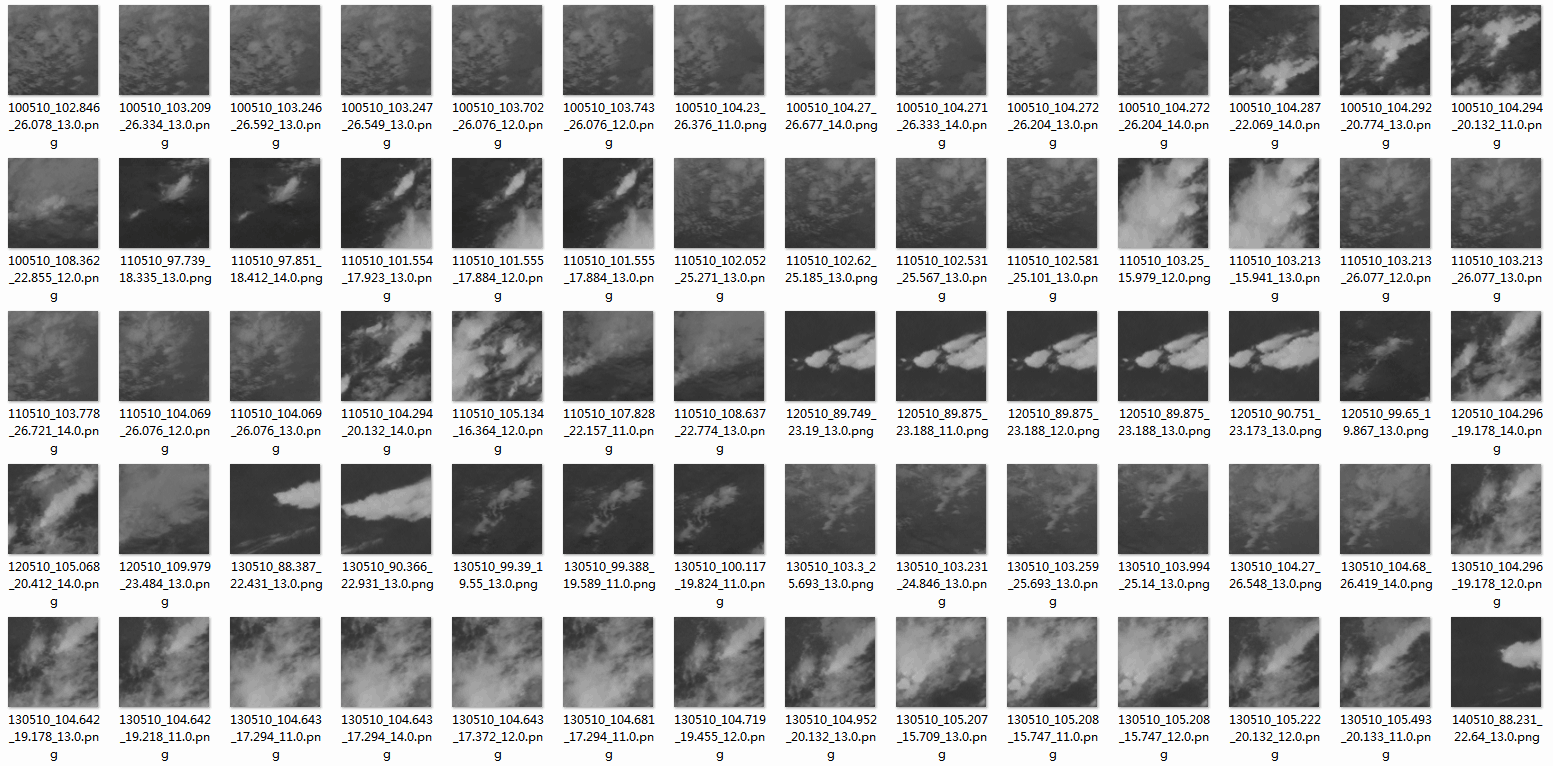 100510_102.846
_26.078_13.0.pn
g
100510_103.209
_26.334_13.0.pn
g
100510_103.246
_26.592_13.0.pn
g
100510_103.247
_26.549_13.0.pn
g
100510_103.702
_26.076_12.0.pn
g
100510_103.743
_26.076_12.0.pn
g
100510_104.23_
26.376_11.0.png
100510_104.27_
26.677_14.0.png
100510_104.271
_26.333_14.0.pn
g
100510_104.272
_26.204_13.0.pn
g
100510_104.272
_26.204_14.0.pn
g
100510_104.287
_22.069_14.0.pn
g
100510_104.292
_20.774_13.0.pn
g
100510_104.294
_20.132_11.0.pn
g
100510_108.362
_22.855_12.0.pn
g
110510_97.739_
18.335_13.0.png
110510_97.851_
18.412_14.0.png
110510_101.554
_17.923_13.0.pn
g
110510_101.555
_17.884_12.0.pn
g
110510_101.555
_17.884_13.0.pn
g
110510_102.052
_25.271_13.0.pn
g
110510_102.62_
25.185_13.0.png
110510_102.531
_25.567_13.0.pn
g
110510_102.581
_25.101_13.0.pn
g
110510_103.25_
15.979_12.0.png
110510_103.213
_15.941_13.0.pn
g
110510_103.213
_26.077_12.0.pn
g
110510_103.213
_26.077_13.0.pn
g
110510_103.778
_26.721_14.0.pn
g
110510_104.069
_26.076_12.0.pn
g
110510_104.069
_26.076_13.0.pn
g
110510_104.294
_20.132_14.0.pn
g
110510_105.134
_16.364_12.0.pn
g
110510_107.828
_22.157_11.0.pn
g
110510_108.637
_22.774_13.0.pn
g
120510_89.749_
23.19_13.0.png
120510_89.875_
23.188_11.0.png
120510_89.875_
23.188_12.0.png
120510_89.875_
23.188_13.0.png
120510_90.751_
23.173_13.0.png
120510_99.65_1
9.867_13.0.png
120510_104.296
_19.178_14.0.pn
g
120510_105.068
_20.412_14.0.pn
g
120510_109.979
_23.484_13.0.pn
g
130510_88.387_
22.431_13.0.png
130510_90.366_
22.931_13.0.png
130510_99.39_1
9.55_13.0.png
130510_99.388_
19.589_11.0.png
130510_100.117
_19.824_11.0.pn
g
130510_103.3_2
5.693_13.0.png
130510_103.231
_24.846_13.0.pn
g
130510_103.259
_25.693_13.0.pn
g
130510_103.994
_25.14_13.0.pn
g
130510_104.27_
26.548_13.0.png
130510_104.68_
26.419_14.0.png
130510_104.296
_19.178_12.0.pn
g
130510_104.642
_19.178_13.0.pn
g
130510_104.642
_19.218_11.0.pn
g
130510_104.643
_17.294_11.0.pn
g
130510_104.643
_17.294_14.0.pn
g
130510_104.643
_17.372_12.0.pn
g
130510_104.681
_17.294_11.0.pn
g
130510_104.719
_19.455_12.0.pn
g
130510_104.952
_20.132_13.0.pn
g
130510_105.207
_15.709_13.0.pn
g
130510_105.208
_15.747_11.0.pn
g
130510_105.208
_15.747_12.0.pn
g
130510_105.222
_20.132_12.0.pn
g
130510_105.493
_20.133_11.0.pn
g
140510_88.231_
22.64_13.0.png